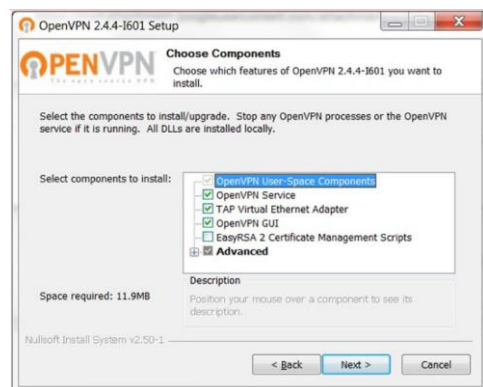 OpenVPN 2.4.4-I601 Setup
OPENVPN
Choose Components
Choose which features of OpenVPN 2.4.4-I601 you want to
install.
Select the components to install/upgrade. Stop any OpenVPN processes or the OpenVPN
service if it is running. All DLLs are installed locally.
Select components to install:
OpenVPN User-Space Components
OpenVPN Service
TAP Virtual Ethernet Adapter
OpenVPN GUI
EasyRSA 2 Certificate Management Scripts
Advanced
Space required: 11.9MB
Description
Position your mouse over a component to see its
description.
Nullsoft Install System v2.50-1
< Back
Next >
Cancel